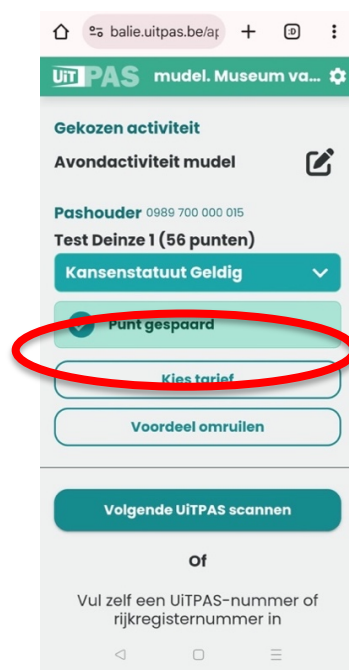 balie.uitpas.be/ap
UiTPAS mudel. Museum va...
Gekozen activiteit
Avondactiviteit mudel
Pashouder 0989 700 000 015
Test Deinze 1 (56 punten)
Kansenstatuut Geldig
Punt gespaard
Kies tarief
Voordeel omruilen
Volgende UiTPAS scannen
Of
Vul zelf een UiTPAS-nummer of
rijksregisternummer in